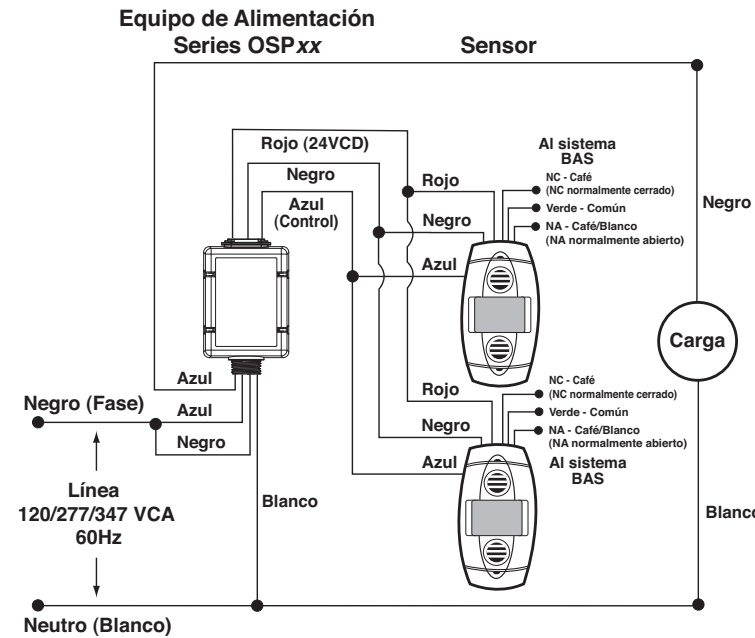 Equipo de Alimentación
Series OSPxx
Sensor
Rojo (24VCD)
Negro
Azul
(Control)
Rojo
Negro
Azul
Al sistema
BAS
NC - Café
(NC normalmente cerrado)
Verde - Común
NA - Café/Blanco
(NA normalmente abierto)
Negro
Carga
Azul
Negro (Fase)
Azul
Negro
Rojo
Negro
Azul
NC - Café
(NC normalmente cerrado)
Verde - Común
NA - Café/Blanco
(NA normalmente abierto)
Al sistema
BAS
Línea
120/277/347 VCA
60Hz
Blanco
Blanco
Neutro (Blanco)